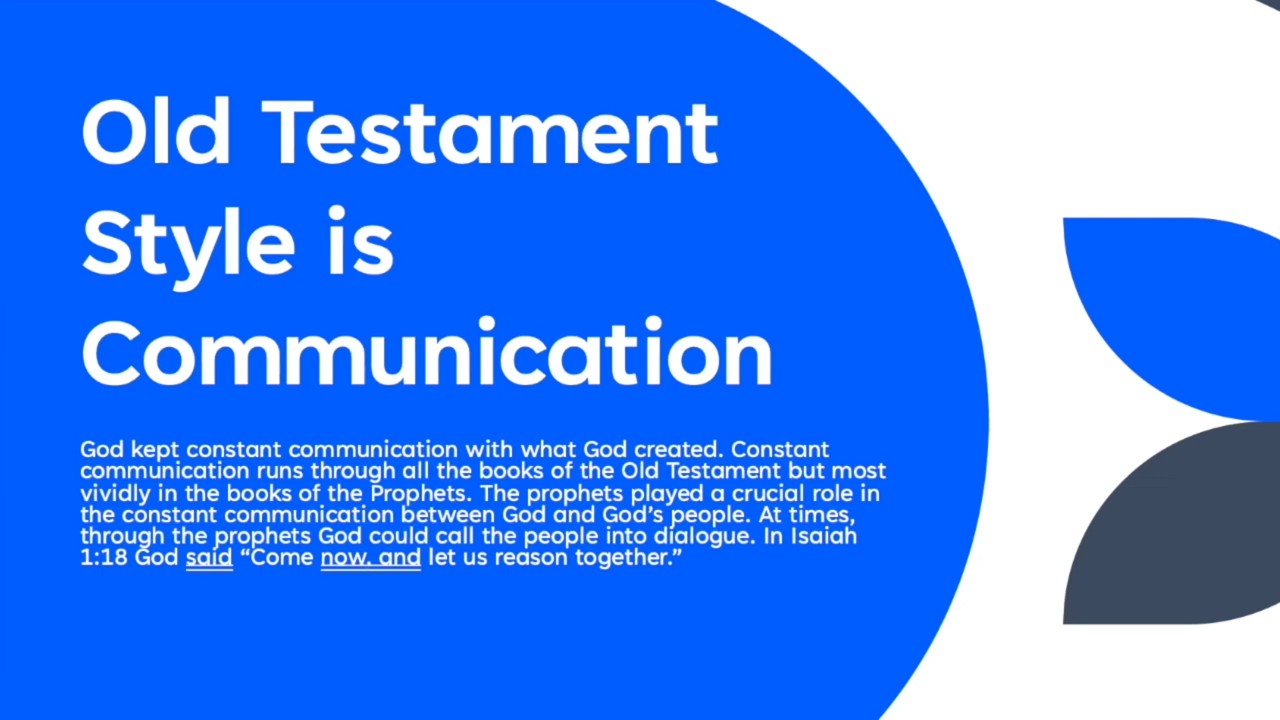 Old Testament
Style is
Communication
God kept constant communication with what God created. Constant
communication runs through all the books of the Old Testament but most
vividly in the books of the Prophets. The prophets played a crucial role in
the constant communication between God and God’s people. At times,
through the prophets God could call the people into dialogue. In Isaiah
1:18 God said “Come now. and let us reason together.”